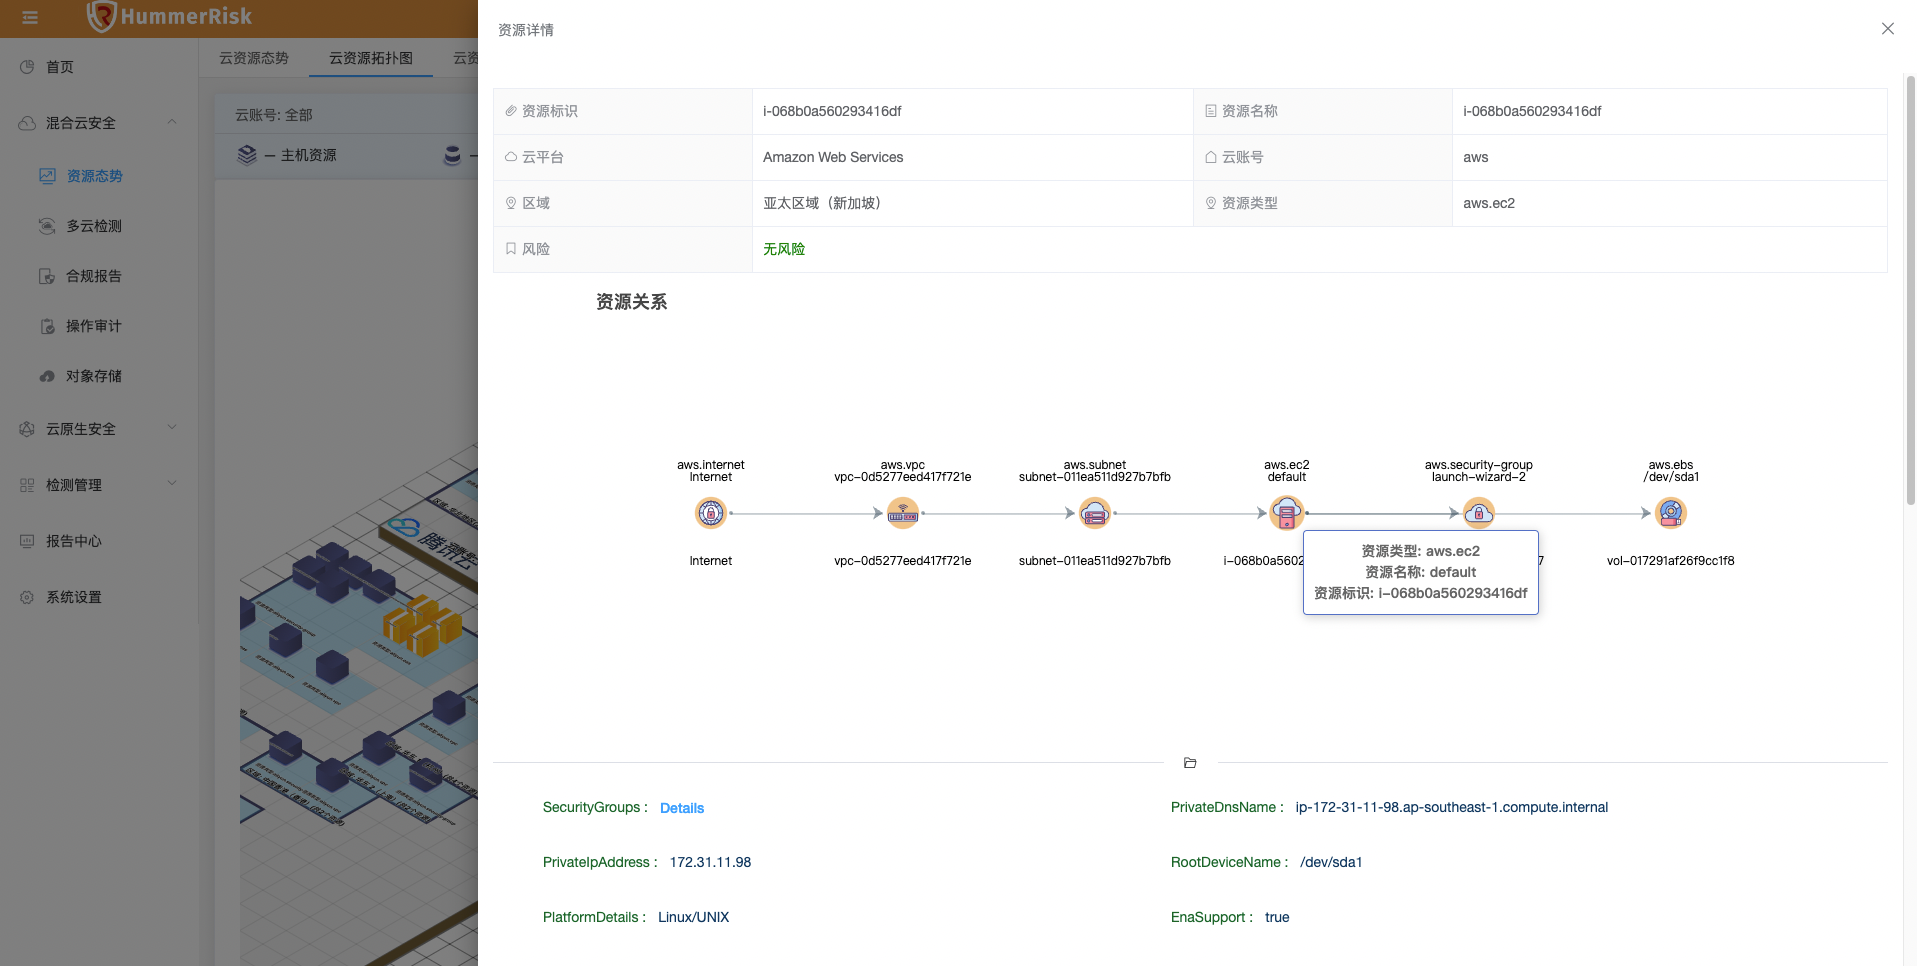 HummerRisk
首页
混合云安全
资源态势
多云检测
合规报告
操作审计
对象存储
云原生安全
检测管理
报告中心
系统设置
云资源态势
云资源拓扑图
云账号: 全部
主机资源
腾讯云
资源详情
资源标识 i-068b0a560293416df 资源名称 i-068b0a560293416df
云平台 Amazon Web Services 云账号 aws
区域 亚太区域（新加坡） 资源类型 aws.ec2
风险 无风险
资源关系
aws.internet
Internet
Internet
aws.vpc
vpc-0d5277eed417f721e
vpc-0d5277eed417f721e
aws.subnet
subnet-011ea511d927b7bfb
subnet-011ea511d927b7bfb
aws.ec2
default
i-068b0a5602
aws.security-group
launch-wizard-2
7
aws.ebs
/dev/sda1
vol-017291af26f9cc1f8
资源类型: aws.ec2
资源名称: default
资源标识: i-068b0a560293416df
SecurityGroups : Details
PrivateDnsName : ip-172-31-11-98.ap-southeast-1.compute.internal
PrivateIpAddress : 172.31.11.98
RootDeviceName : /dev/sda1
PlatformDetails : Linux/UNIX
EnaSupport : true